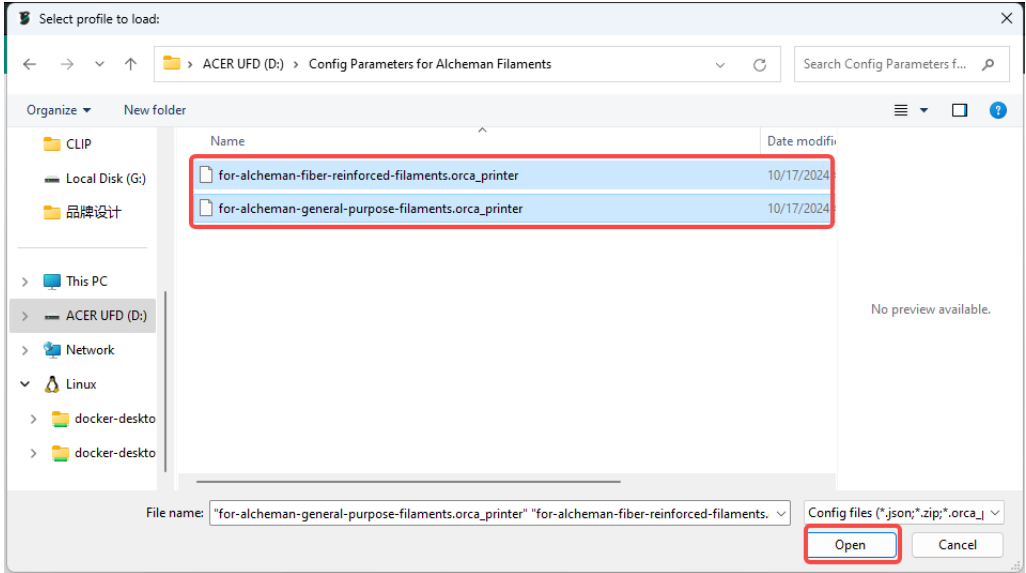 Select profile to load:
ACER UFD (D:) > Config Parameters for Alcheman Filaments
Search Config Parameters f...
Organize
New folder
CLIP
Local Disk (G:)
品牌设计
This PC
ACER UFD (D:)
Network
Linux
docker-deskto
docker-deskto
Name
Date modifi
for-alcheman-fiber-reinforced-filaments.orca_printer
10/17/2024
for-alcheman-general-purpose-filaments.orca_printer
10/17/2024
No preview available.
File name:
"for-alcheman-general-purpose-filaments.orca_printer" "for-alcheman-fiber-reinforced-filaments.
Config files (*.json;*.zip;*.orca_
Open
Cancel